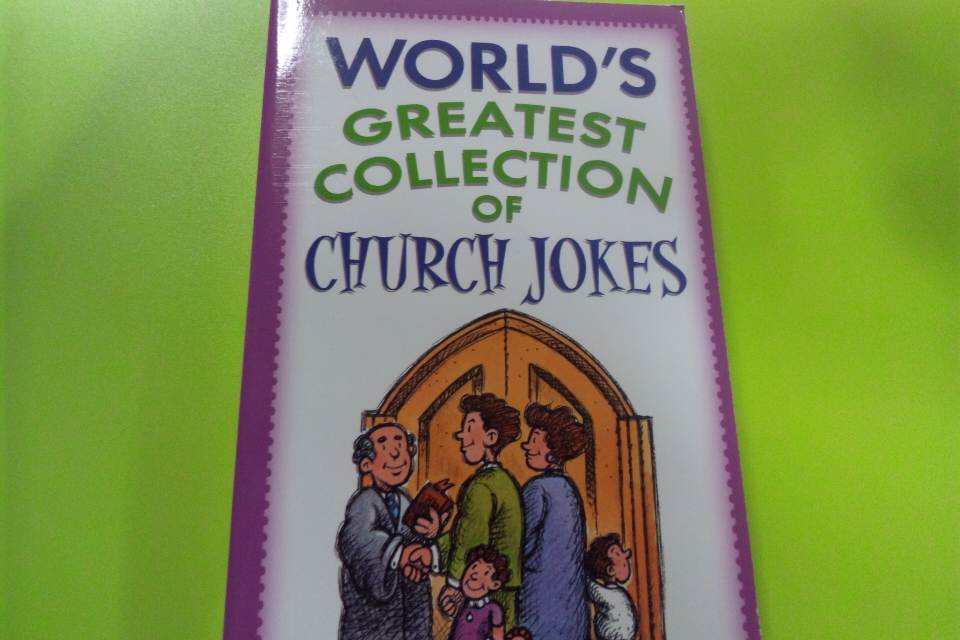 WORLD'S
GREATEST
COLLECTION
OF
CHURCH JOKES